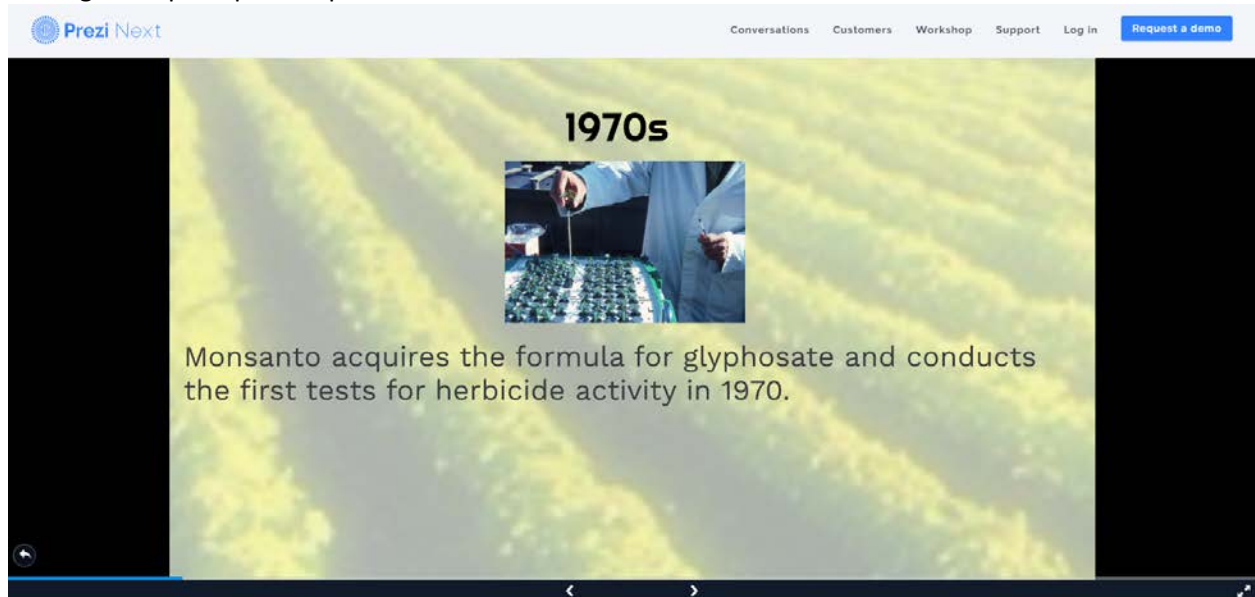 Prezi Next
Conversations Customers Workshop Support Log in Request a demo
1970s
Monsanto acquires the formula for glyphosate and conducts
the first tests for herbicide activity in 1970.